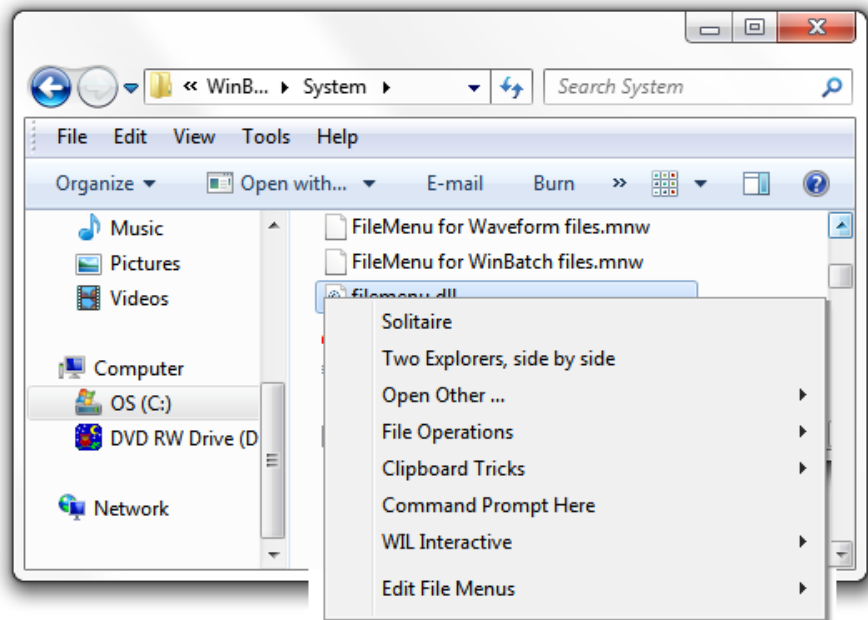 « WinB... System Search System
File Edit View Tools Help
Organize Open with... E-mail Burn »
Music
Pictures
Videos
Computer
OS (C:)
DVD RW Drive (D
Network
FileMenu for Waveform files.mnw
FileMenu for WinBatch files.mnw
filemenu.dll
Solitaire
Two Explorers, side by side
Open Other ...
File Operations
Clipboard Tricks
Command Prompt Here
WIL Interactive
Edit File Menus